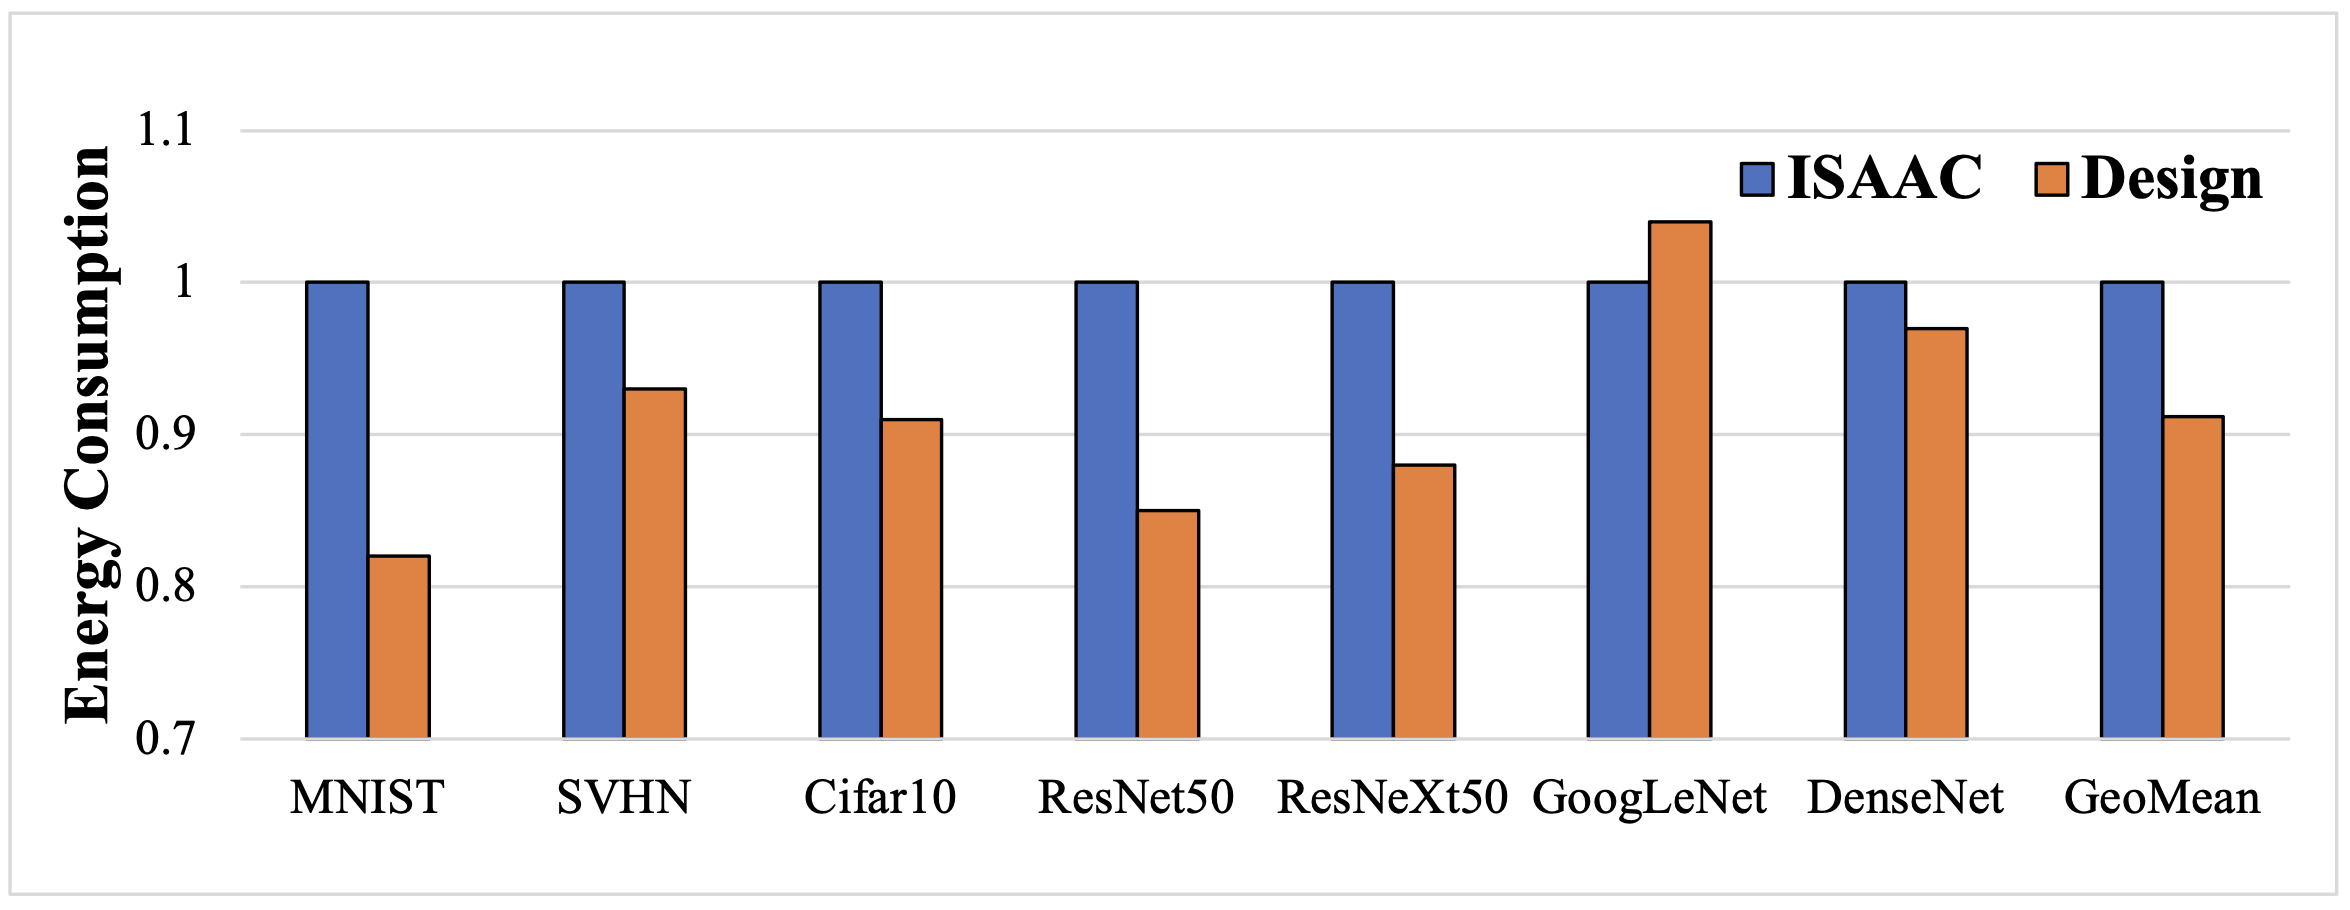 Energy Consumption
1.1
1
0.9
0.8
0.7
ISAAC Design
MNIST SVHN Cifar10 ResNet50 ResNeXt50 GoogLeNet DenseNet GeoMean